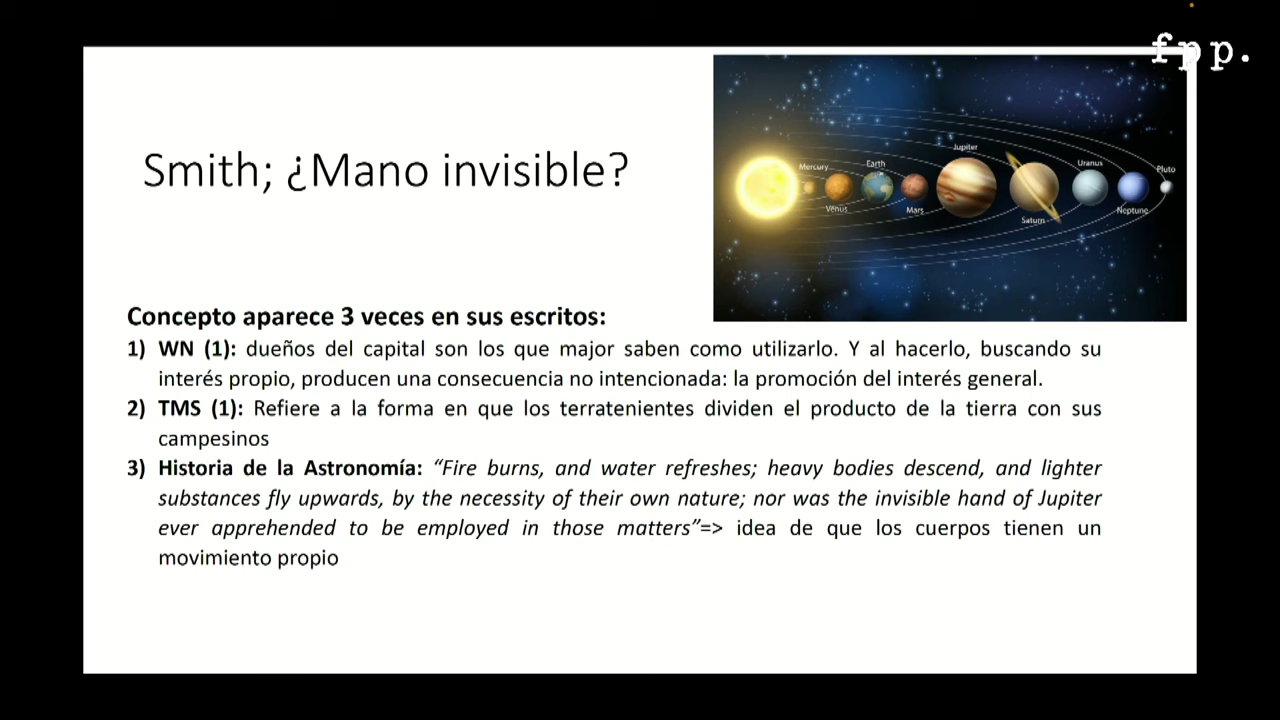 fpp.
Smith; ¿Mano invisible?
Mercury
Venus
Earth
Mars
Jupiter
Saturn
Uranus
Neptune
Pluto
Concepto aparece 3 veces en sus escritos:
1) WN (1): dueños del capital son los que major saben como utilizarlo. Y al hacerlo, buscando su
interés propio, producen una consecuencia no intencionada: la promoción del interés general.
2) TMS (1): Refiere a la forma en que los terratenientes dividen el producto de la tierra con sus
campesinos
3) Historia de la Astronomía: “Fire burns, and water refreshes; heavy bodies descend, and lighter
substances fly upwards, by the necessity of their own nature; nor was the invisible hand of Jupiter
ever apprehended to be employed in those matters”=> idea de que los cuerpos tienen un
movimiento propio